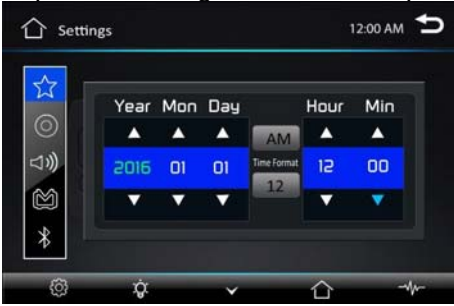 Settings 12:00 AM
Year Mon Day Hour Min
AM
2016 01 01 Time Format 12 00
12